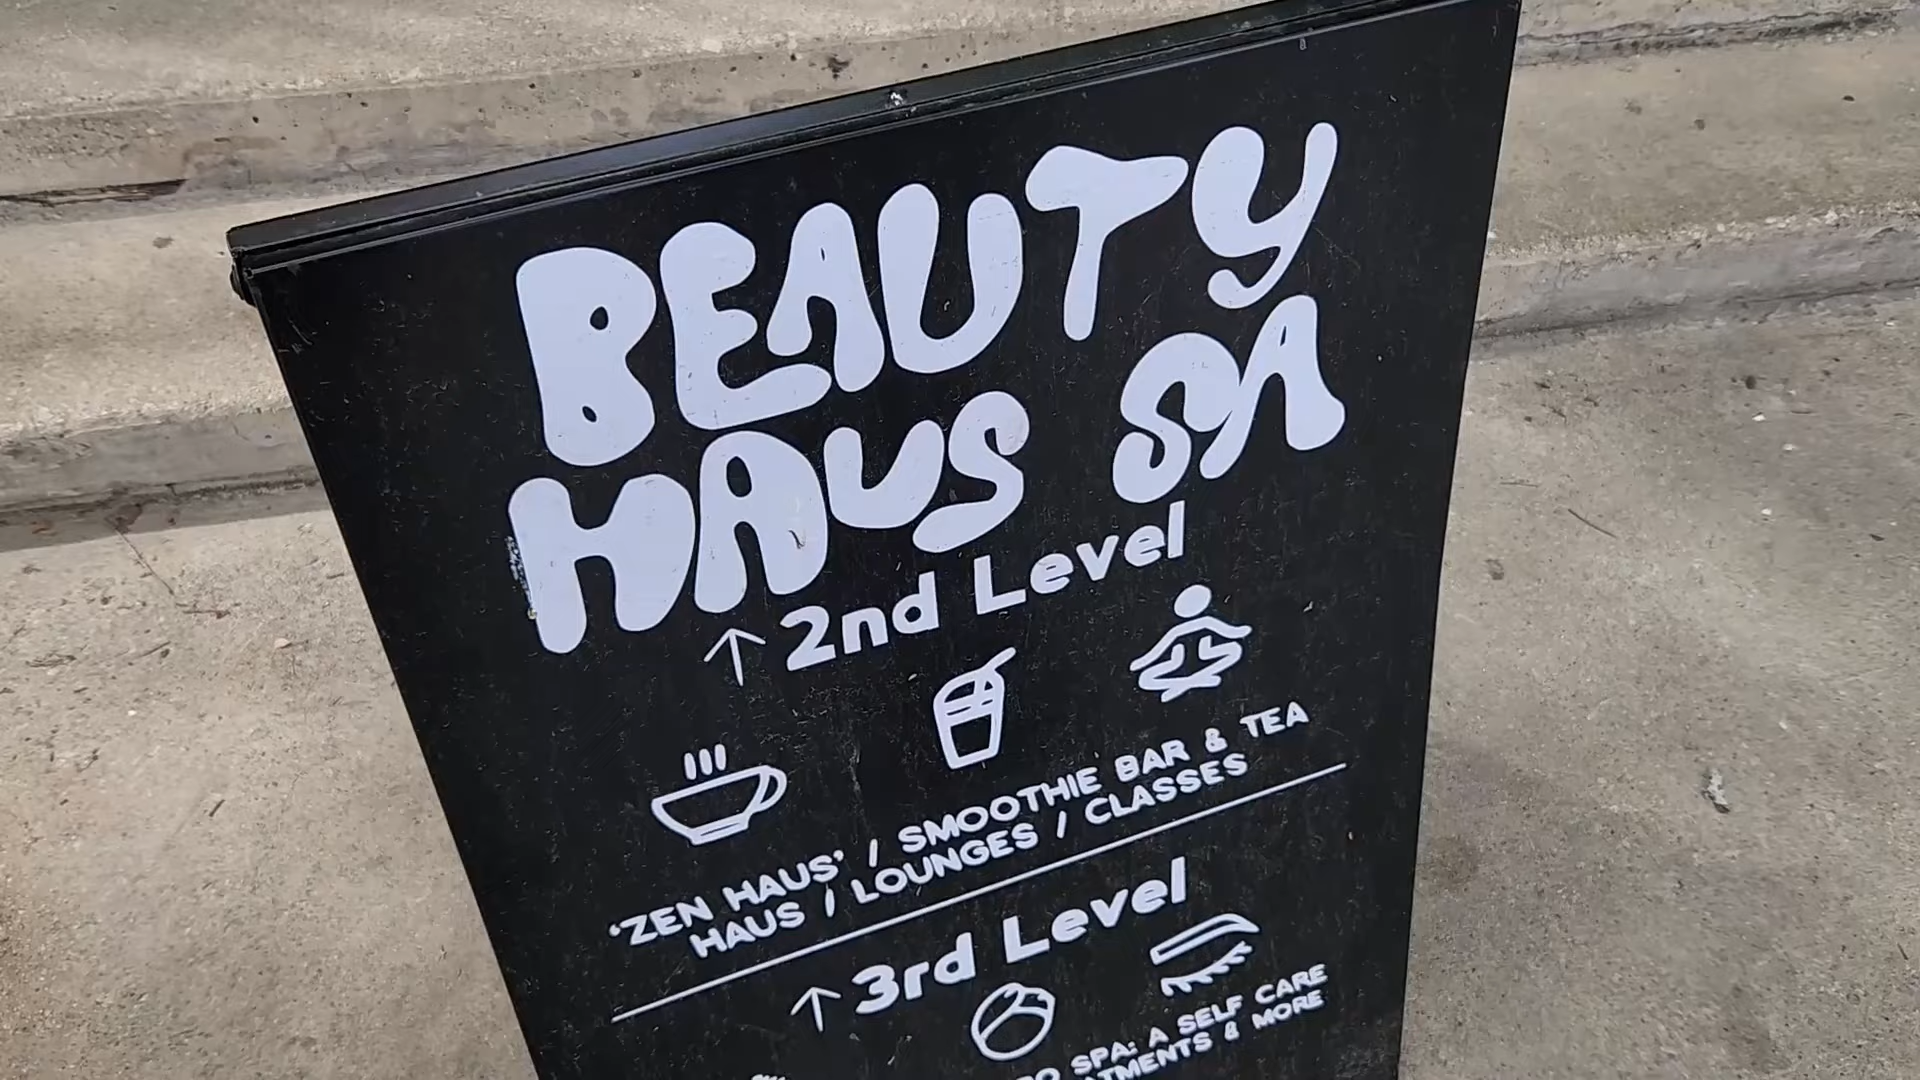 BEAUTY
HAUS SA
↑ 2nd Level
'ZEN HAUS' / SMOOTHIE BAR & TEA
HAUS / LOUNGES / CLASSES
↑ 3rd Level
SPA: A SELF CARE
& MORE